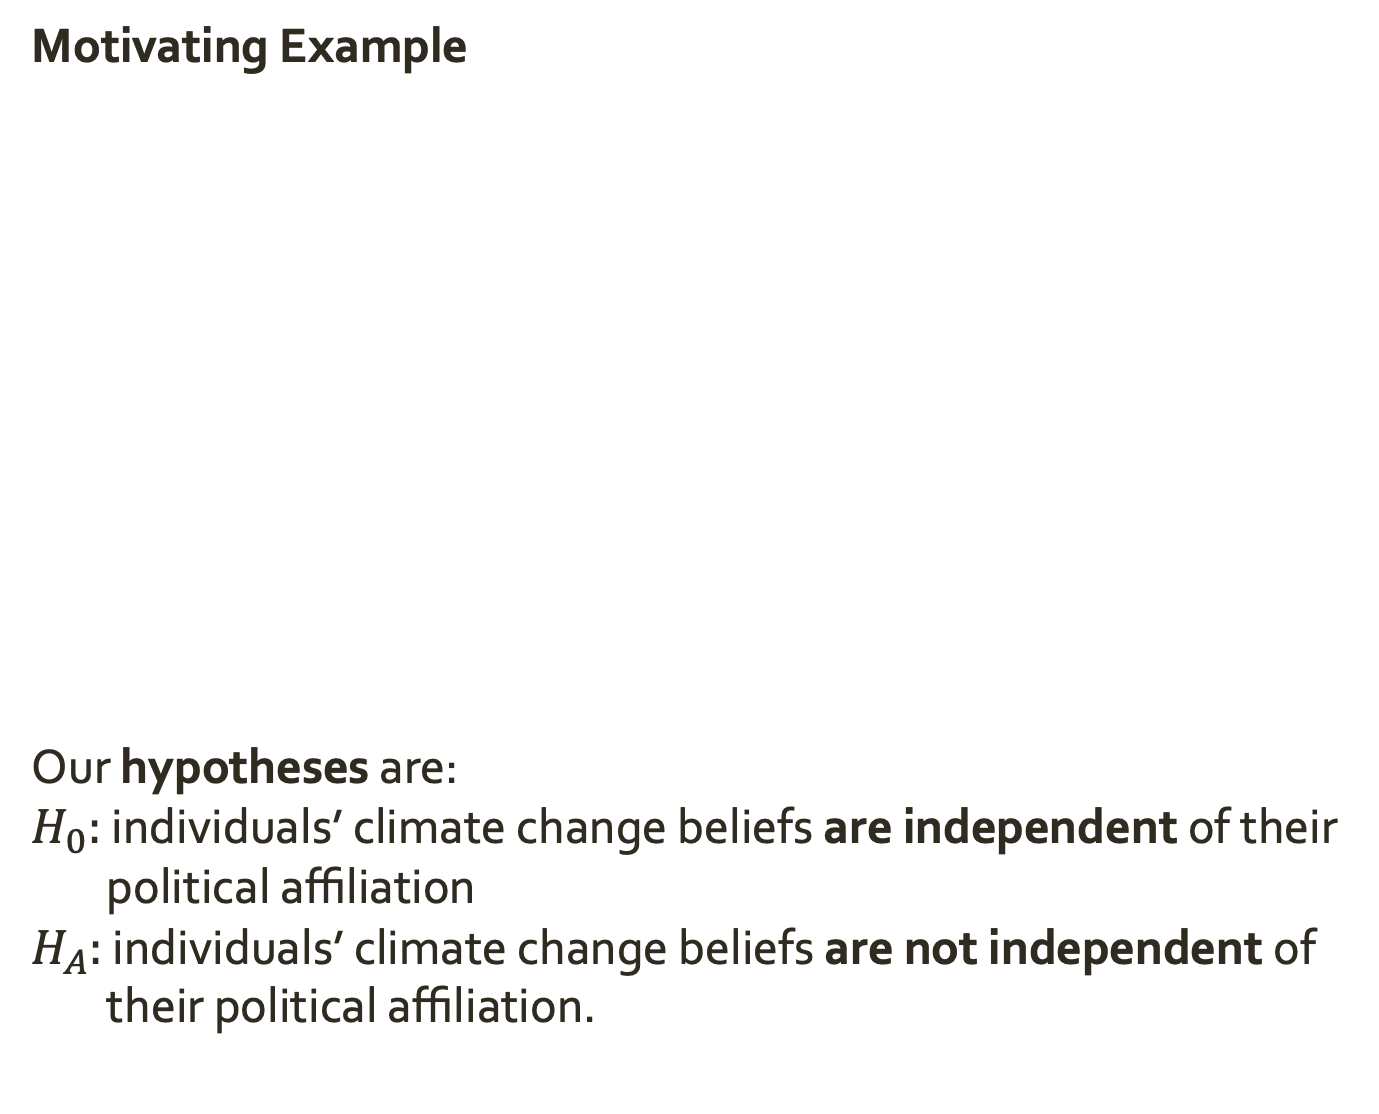 Motivating Example
Our hypotheses are:
H₀: individuals’ climate change beliefs are independent of their
political affiliation
H_A: individuals’ climate change beliefs are not independent of
their political affiliation.